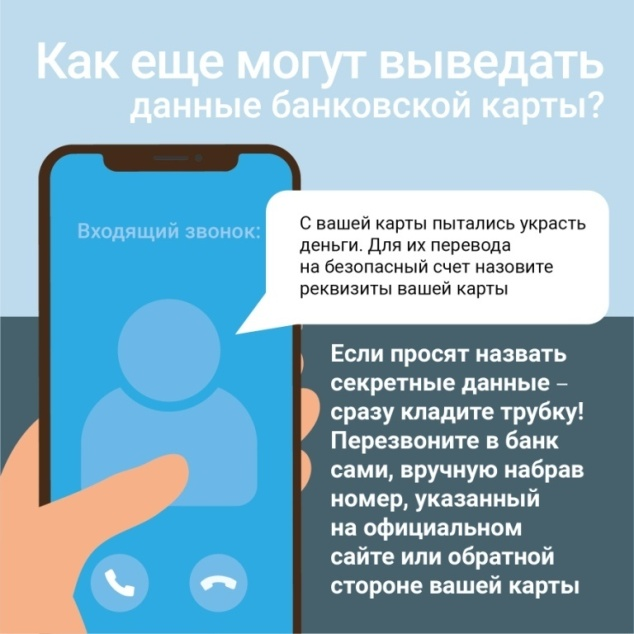 Как еще могут выведать
данные банковской карты?
Входящий звонок:
С вашей карты пытались украсть
деньги. Для их перевода
на безопасный счет назовите
реквизиты вашей карты
Если просят назвать
секретные данные –
сразу кладите трубку!
Перезвоните в банк
сами, вручную набрав
номер, указанный
на официальном
сайте или обратной
стороне вашей карты